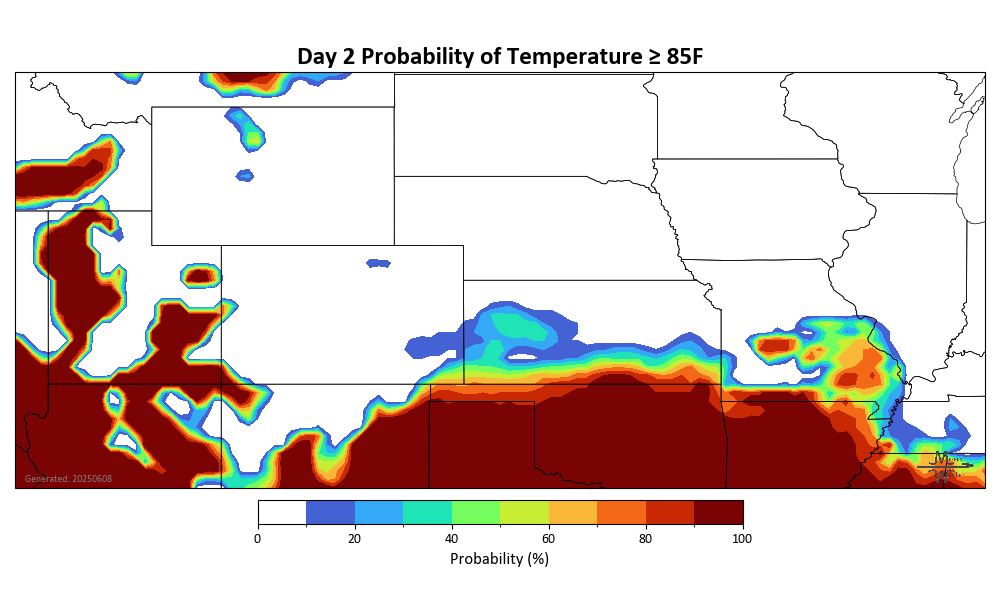 Day 2 Probability of Temperature ≥ 85F
Generated: 20250608
0 20 40 60 80 100
Probability (%)